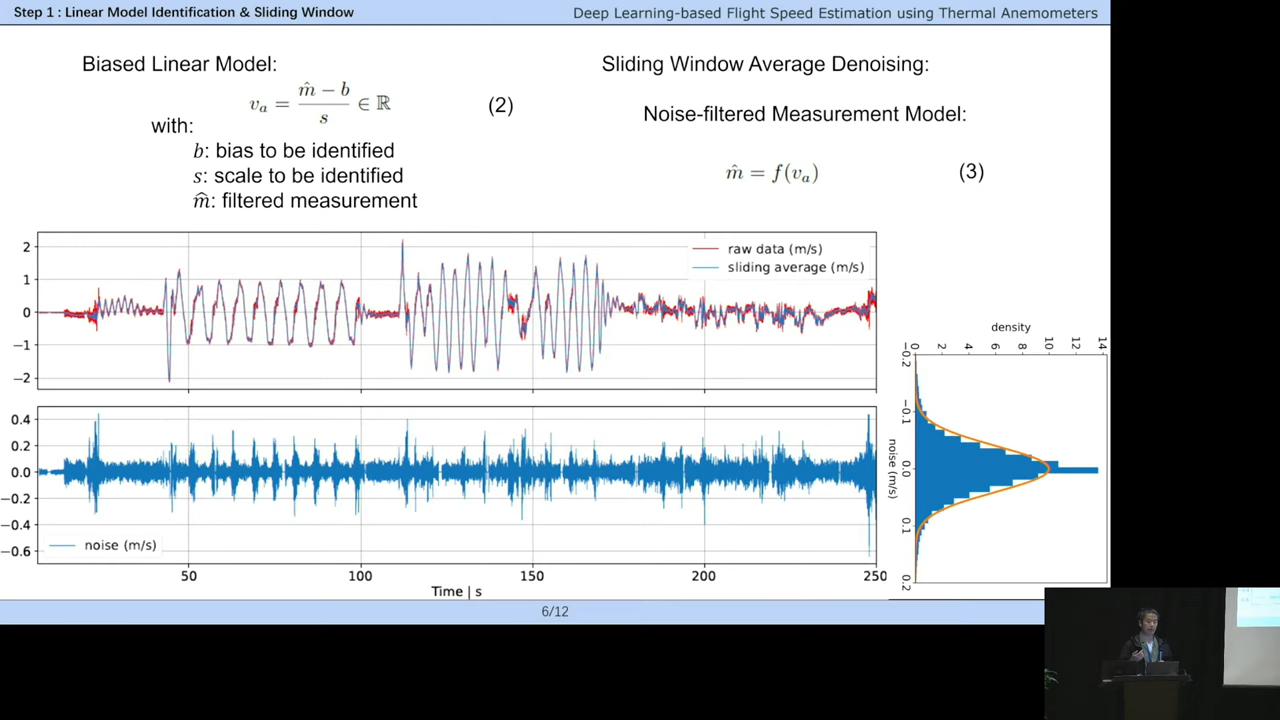 Step 1 : Linear Model Identification & Sliding Window
Deep Learning-based Flight Speed Estimation using Thermal Anemometers
Biased Linear Model:
v_a = (m̂ − b) / s ∈ ℝ (2)
with:
b: bias to be identified
s: scale to be identified
m̂: filtered measurement
Sliding Window Average Denoising:
Noise-filtered Measurement Model:
m̂ = f(v_a) (3)
2
1
0
−1
−2
raw data (m/s)
sliding average (m/s)
0.4
0.2
0.0
−0.2
−0.4
−0.6
noise (m/s)
50 100 150 200 250
Time | s
density
0 2 4 6 8 10 12 14
−0.2
−0.1
0.0
0.1
0.2
noise (m/s)
6/12